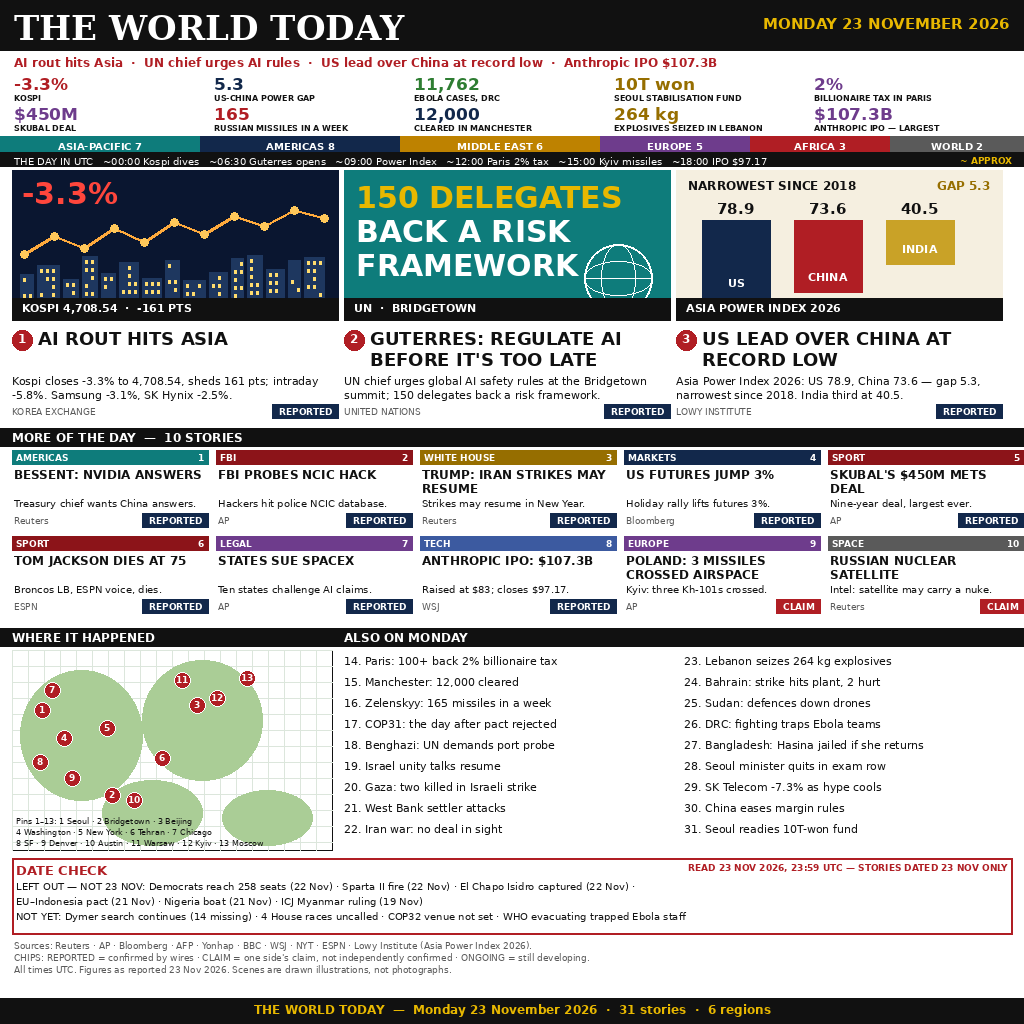 THE WORLD TODAY
MONDAY 23 NOVEMBER 2026
AI rout hits Asia · UN chief urges AI rules · US lead over China at record low · Anthropic IPO $107.3B
-3.3%
KOSPI
5.3
US-CHINA POWER GAP
11,762
EBOLA CASES, DRC
10T won
SEOUL STABILISATION FUND
2%
BILLIONAIRE TAX IN PARIS
$450M
SKUBAL DEAL
165
RUSSIAN MISSILES IN A WEEK
12,000
CLEARED IN MANCHESTER
264 kg
EXPLOSIVES SEIZED IN LEBANON
$107.3B
ANTHROPIC IPO — LARGEST
ASIA-PACIFIC 7
AMERICAS 8
MIDDLE EAST 6
EUROPE 5
AFRICA 3
WORLD 2
THE DAY IN UTC ~00:00 Kospi dives ~06:30 Guterres opens ~09:00 Power Index ~12:00 Paris 2% tax ~15:00 Kyiv missiles ~18:00 IPO $97.17
~ APPROX
-3.3%
KOSPI 4,708.54 · -161 PTS
150 DELEGATES
BACK A RISK
FRAMEWORK
UN · BRIDGETOWN
NARROWEST SINCE 2018
GAP 5.3
78.9
73.6
40.5
US
CHINA
INDIA
ASIA POWER INDEX 2026
1
AI ROUT HITS ASIA
Kospi closes -3.3% to 4,708.54, sheds 161 pts; intraday
-5.8%. Samsung -3.1%, SK Hynix -2.5%.
KOREA EXCHANGE
REPORTED
2
GUTERRES: REGULATE AI
BEFORE IT'S TOO LATE
UN chief urges global AI safety rules at the Bridgetown
summit; 150 delegates back a risk framework.
UNITED NATIONS
REPORTED
3
US LEAD OVER CHINA AT
RECORD LOW
Asia Power Index 2026: US 78.9, China 73.6 — gap 5.3,
narrowest since 2018. India third at 40.5.
LOWY INSTITUTE
REPORTED
MORE OF THE DAY — 10 STORIES
AMERICAS 1
BESSENT: NVIDIA ANSWERS
Treasury chief wants China answers.
Reuters
REPORTED
FBI 2
FBI PROBES NCIC HACK
Hackers hit police NCIC database.
AP
REPORTED
WHITE HOUSE 3
TRUMP: IRAN STRIKES MAY
RESUME
Strikes may resume in New Year.
Reuters
REPORTED
MARKETS 4
US FUTURES JUMP 3%
Holiday rally lifts futures 3%.
Bloomberg
REPORTED
SPORT 5
SKUBAL'S $450M METS
DEAL
Nine-year deal, largest ever.
AP
REPORTED
SPORT 6
TOM JACKSON DIES AT 75
Broncos LB, ESPN voice, dies.
ESPN
REPORTED
LEGAL 7
STATES SUE SPACEX
Ten states challenge AI claims.
AP
REPORTED
TECH 8
ANTHROPIC IPO: $107.3B
Raised at $83; closes $97.17.
WSJ
REPORTED
EUROPE 9
POLAND: 3 MISSILES
CROSSED AIRSPACE
Kyiv: three Kh-101s crossed.
AP
CLAIM
SPACE 10
RUSSIAN NUCLEAR
SATELLITE
Intel: satellite may carry a nuke.
Reuters
CLAIM
WHERE IT HAPPENED
7
1
4
5
8
9
11
3
12
13
6
2
10
Pins 1–13: 1 Seoul · 2 Bridgetown · 3 Beijing
4 Washington · 5 New York · 6 Tehran · 7 Chicago
8 SF · 9 Denver · 10 Austin · 11 Warsaw · 12 Kyiv · 13 Moscow
ALSO ON MONDAY
14. Paris: 100+ back 2% billionaire tax
15. Manchester: 12,000 cleared
16. Zelenskyy: 165 missiles in a week
17. COP31: the day after pact rejected
18. Benghazi: UN demands port probe
19. Israel unity talks resume
20. Gaza: two killed in Israeli strike
21. West Bank settler attacks
22. Iran war: no deal in sight
23. Lebanon seizes 264 kg explosives
24. Bahrain: strike hits plant, 2 hurt
25. Sudan: defences down drones
26. DRC: fighting traps Ebola teams
27. Bangladesh: Hasina jailed if she returns
28. Seoul minister quits in exam row
29. SK Telecom -7.3% as hype cools
30. China eases margin rules
31. Seoul readies 10T-won fund
DATE CHECK
READ 23 NOV 2026, 23:59 UTC — STORIES DATED 23 NOV ONLY
LEFT OUT — NOT 23 NOV: Democrats reach 258 seats (22 Nov) · Sparta II fire (22 Nov) · El Chapo Isidro captured (22 Nov) ·
EU–Indonesia pact (21 Nov) · Nigeria boat (21 Nov) · ICJ Myanmar ruling (19 Nov)
NOT YET: Dymer search continues (14 missing) · 4 House races uncalled · COP32 venue not set · WHO evacuating trapped Ebola staff
Sources: Reuters · AP · Bloomberg · AFP · Yonhap · BBC · WSJ · NYT · ESPN · Lowy Institute (Asia Power Index 2026).
CHIPS: REPORTED = confirmed by wires · CLAIM = one side's claim, not independently confirmed · ONGOING = still developing.
All times UTC. Figures as reported 23 Nov 2026. Scenes are drawn illustrations, not photographs.
THE WORLD TODAY — Monday 23 November 2026 · 31 stories · 6 regions